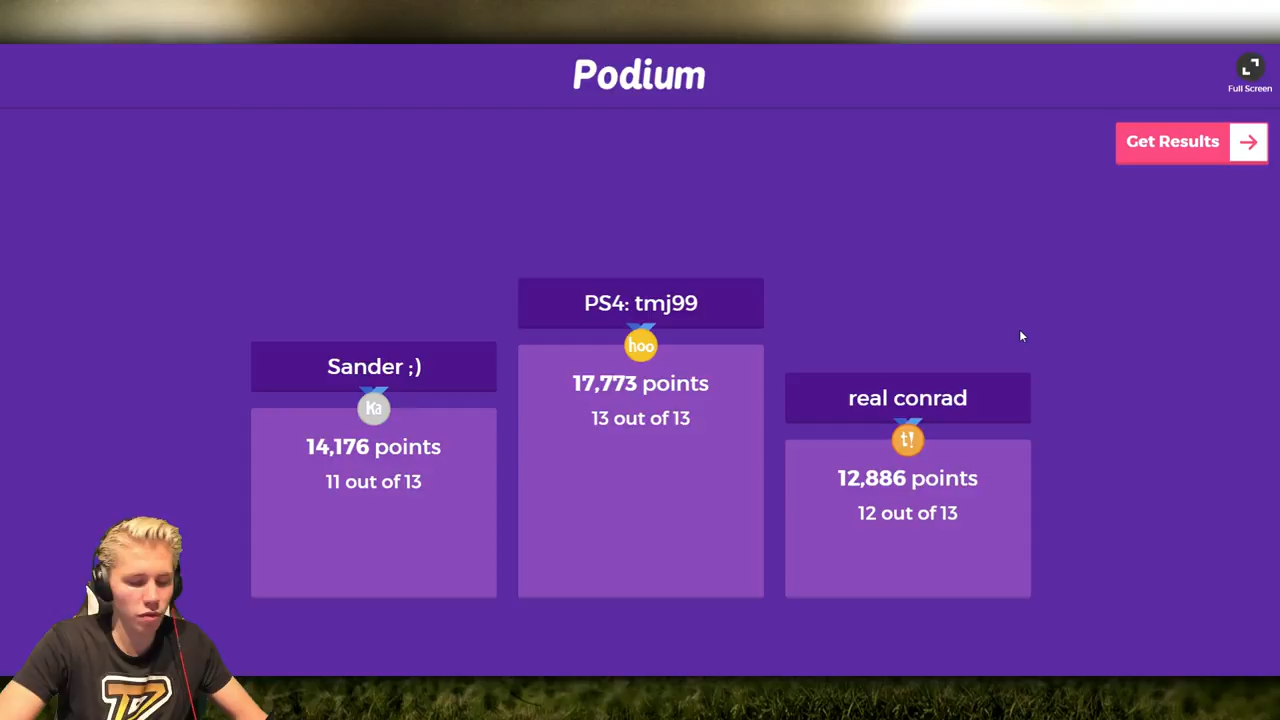 Podium
Full Screen
Get Results
PS4: tmj99
hoo
17,773 points
13 out of 13
Sander ;)
Ka
14,176 points
11 out of 13
real conrad
t!
12,886 points
12 out of 13